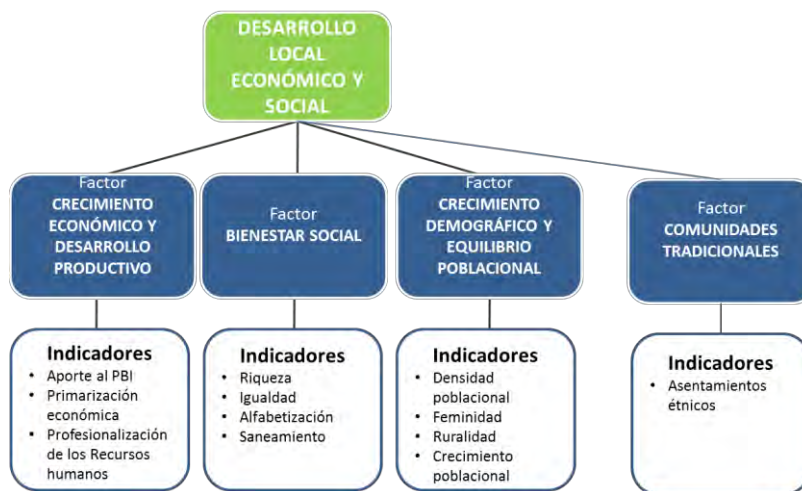 DESARROLLO
LOCAL
ECONÓMICO Y
SOCIAL
Factor
CRECIMIENTO
ECONÓMICO Y
DESARROLLO
PRODUCTIVO
Factor
BIENESTAR SOCIAL
Factor
CRECIMIENTO
DEMOGRÁFICO Y
EQUILIBRIO
POBLACIONAL
Factor
COMUNIDADES
TRADICIONALES
Indicadores
• Aporte al PBI
• Primarización
económica
• Profesionalización
de los Recursos
humanos
Indicadores
• Riqueza
• Igualdad
• Alfabetización
• Saneamiento
Indicadores
• Densidad
poblacional
• Feminidad
• Ruralidad
• Crecimiento
poblacional
Indicadores
• Asentamientos
étnicos